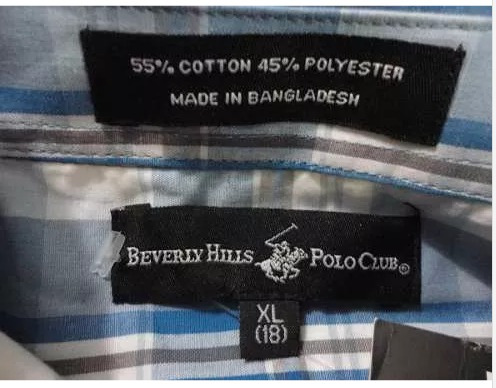 55% COTTON 45% POLYESTER
MADE IN BANGLADESH
BEVERLY HILLS POLO CLUB®
XL
(18)